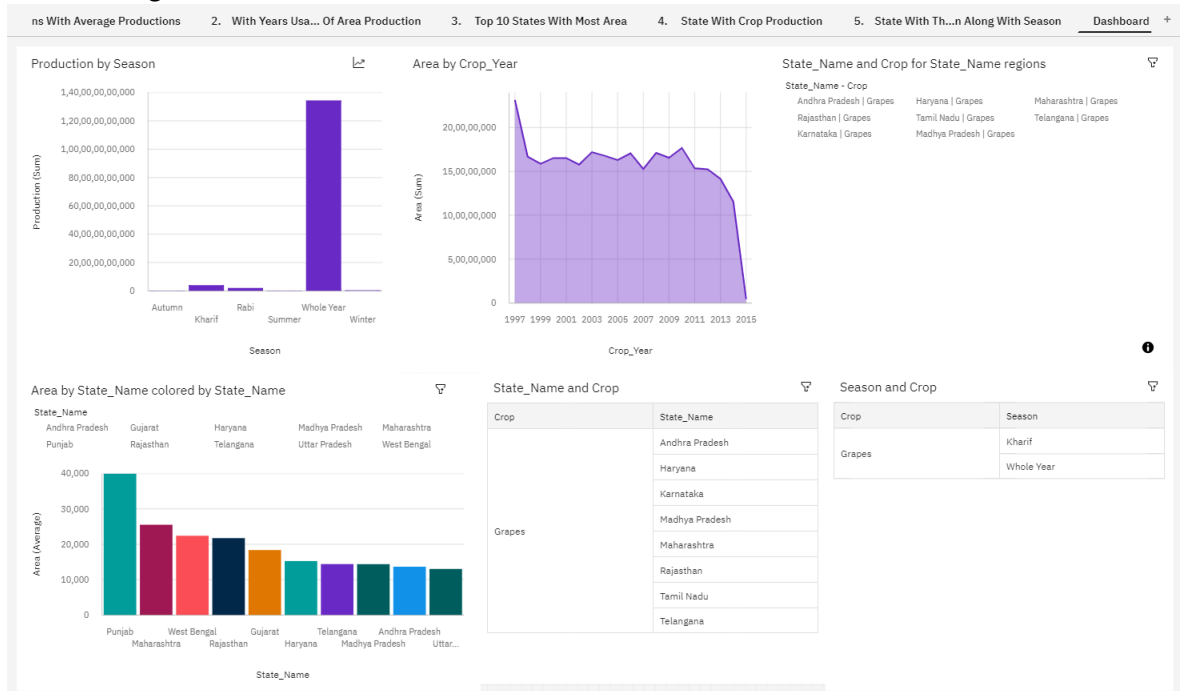 ns With Average Productions 2. With Years Usa... Of Area Production 3. Top 10 States With Most Area 4. State With Crop Production 5. State With Th...n Along With Season Dashboard +
Production by Season
1,40,00,00,00,000
1,20,00,00,00,000
1,00,00,00,00,000
80,00,00,00,000
60,00,00,00,000
40,00,00,00,000
20,00,00,00,000
0
Production (Sum)
Autumn Rabi Whole Year
Kharif Summer Winter
Season
Area by Crop_Year
20,00,00,000
15,00,00,000
10,00,00,000
5,00,00,000
0
Area (Sum)
1997 1999 2001 2003 2005 2007 2009 2011 2013 2015
Crop_Year
State_Name and Crop for State_Name regions
State_Name - Crop
Andhra Pradesh | Grapes Haryana | Grapes Maharashtra | Grapes
Rajasthan | Grapes Tamil Nadu | Grapes Telangana | Grapes
Karnataka | Grapes Madhya Pradesh | Grapes
Area by State_Name colored by State_Name
State_Name
Andhra Pradesh Gujarat Haryana Madhya Pradesh Maharashtra
Punjab Rajasthan Telangana Uttar Pradesh West Bengal
40,000
30,000
20,000
10,000
0
Area (Average)
Punjab West Bengal Gujarat Telangana Andhra Pradesh
Maharashtra Rajasthan Haryana Madhya Pradesh Uttar...
State_Name
State_Name and Crop
Crop State_Name
Andhra Pradesh
Haryana
Karnataka
Madhya Pradesh
Grapes
Maharashtra
Rajasthan
Tamil Nadu
Telangana
Season and Crop
Crop Season
Kharif
Grapes
Whole Year